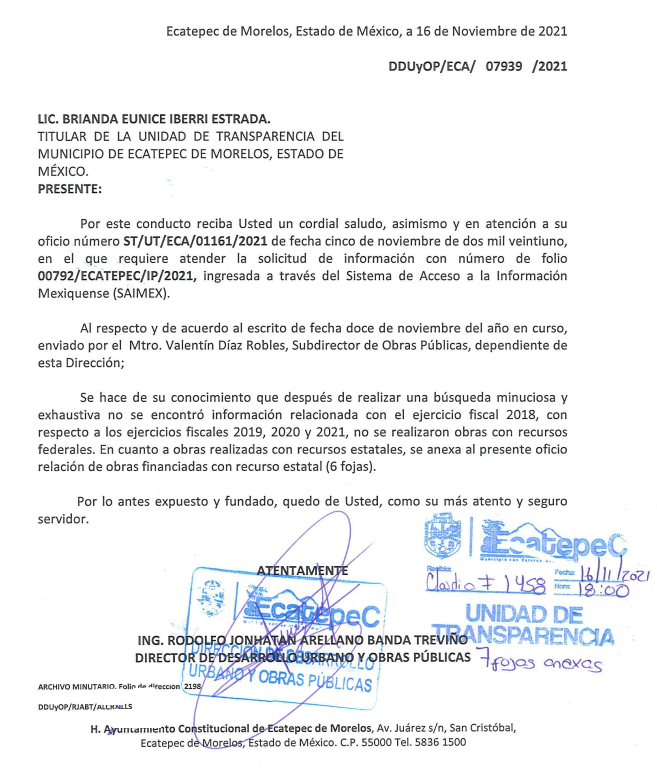 Ecatepec de Morelos, Estado de México, a 16 de Noviembre de 2021
DDUyOP/ECA/ 07939 /2021
LIC. BRIANDA EUNICE IBERRI ESTRADA.
TITULAR DE LA UNIDAD DE TRANSPARENCIA DEL
MUNICIPIO DE ECATEPEC DE MORELOS, ESTADO DE
MÉXICO.
PRESENTE:
Por este conducto reciba Usted un cordial saludo, asimismo y en atención a su
oficio número ST/UT/ECA/01161/2021 de fecha cinco de noviembre de dos mil veintiuno,
en el que requiere atender la solicitud de información con número de folio
00792/ECATEPEC/IP/2021, ingresada a través del Sistema de Acceso a la Información
Mexiquense (SAIMEX).
Al respecto y de acuerdo al escrito de fecha doce de noviembre del año en curso,
enviado por el Mtro. Valentín Díaz Robles, Subdirector de Obras Públicas, dependiente de
esta Dirección;
Se hace de su conocimiento que después de realizar una búsqueda minuciosa y
exhaustiva no se encontró información relacionada con el ejercicio fiscal 2018, con
respecto a los ejercicios fiscales 2019, 2020 y 2021, no se realizaron obras con recursos
federales. En cuanto a obras realizadas con recursos estatales, se anexa al presente oficio
relación de obras financiadas con recurso estatal (6 fojas).
Por lo antes expuesto y fundado, quedo de Usted, como su más atento y seguro
servidor.
Ecatepec
Recibió: Fecha: 16/11/2021
1458 Hora: 18:00
UNIDAD DE
TRANSPARENCIA
7 fojas anexas
ATENTAMENTE
Ecatepec
ING. RODOLFO JONHATAN ARELLANO BANDA TREVIÑO
DIRECTOR DE DESARROLLO URBANO Y OBRAS PÚBLICAS
DIRECCIÓN DE DESARROLLO
URBANO Y OBRAS PÚBLICAS
ARCHIVO MINUTARIO. Folio de direccion 2198
H. Ayuntamiento Constitucional de Ecatepec de Morelos, Av. Juárez s/n, San Cristóbal,
Ecatepec de Morelos, Estado de México. C.P. 55000 Tel. 5836 1500